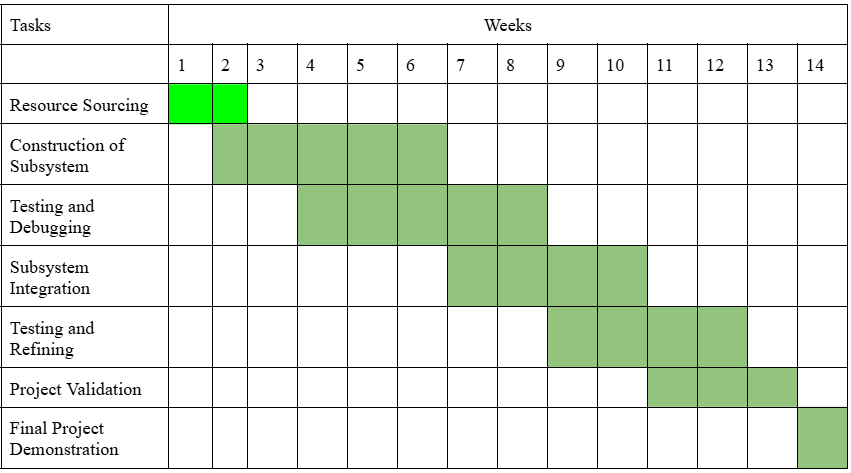 Tasks Weeks
1 2 3 4 5 6 7 8 9 10 11 12 13 14
Resource Sourcing
Construction of
Subsystem
Testing and
Debugging
Subsystem
Integration
Testing and
Refining
Project Validation
Final Project
Demonstration